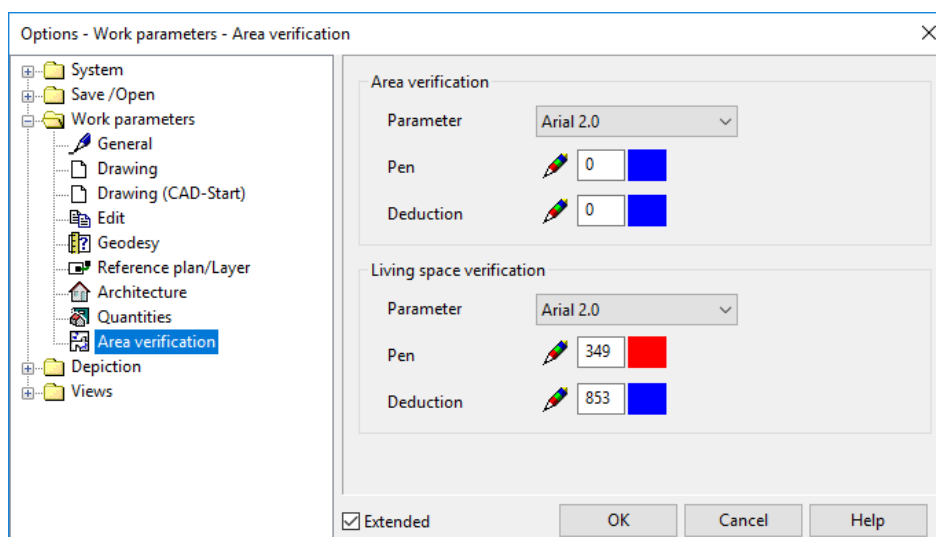 Options - Work parameters - Area verification
System
Save /Open
Work parameters
General
Drawing
Drawing (CAD-Start)
Edit
Geodesy
Reference plan/Layer
Architecture
Quantities
Area verification
Depiction
Views
Area verification
Parameter Arial 2.0
Pen 0
Deduction 0
Living space verification
Parameter Arial 2.0
Pen 349
Deduction 853
Extended OK Cancel Help